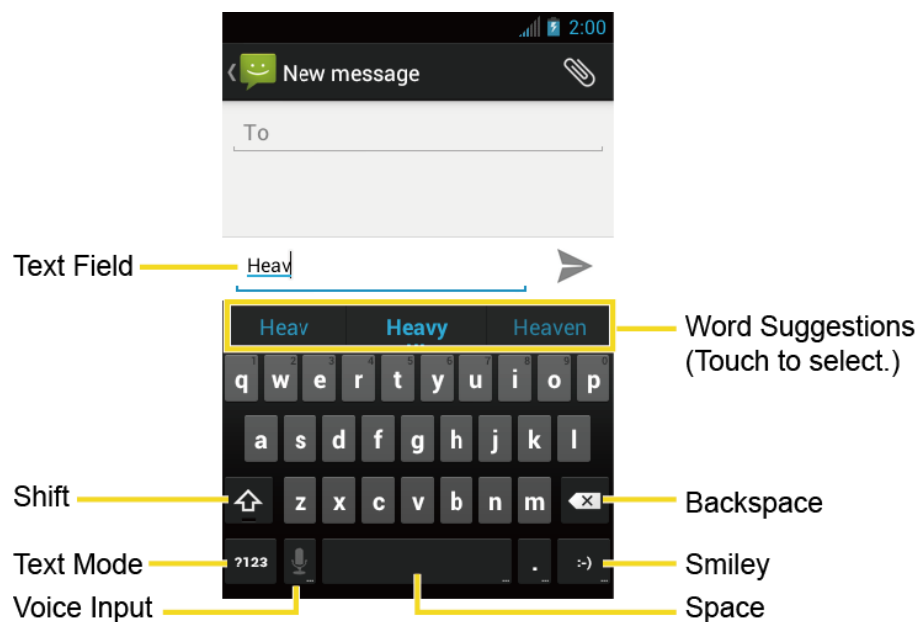 2:00
New message
To
Text Field
Heav
Heav Heavy Heaven
Word Suggestions
(Touch to select.)
1 2 3 4 5 6 7 8 9 0
q w e r t y u i o p
a s d f g h j k l
Shift
z x c v b n m
Backspace
Text Mode
?123 ... ... . ... :-) ...
Smiley
Voice Input
Space